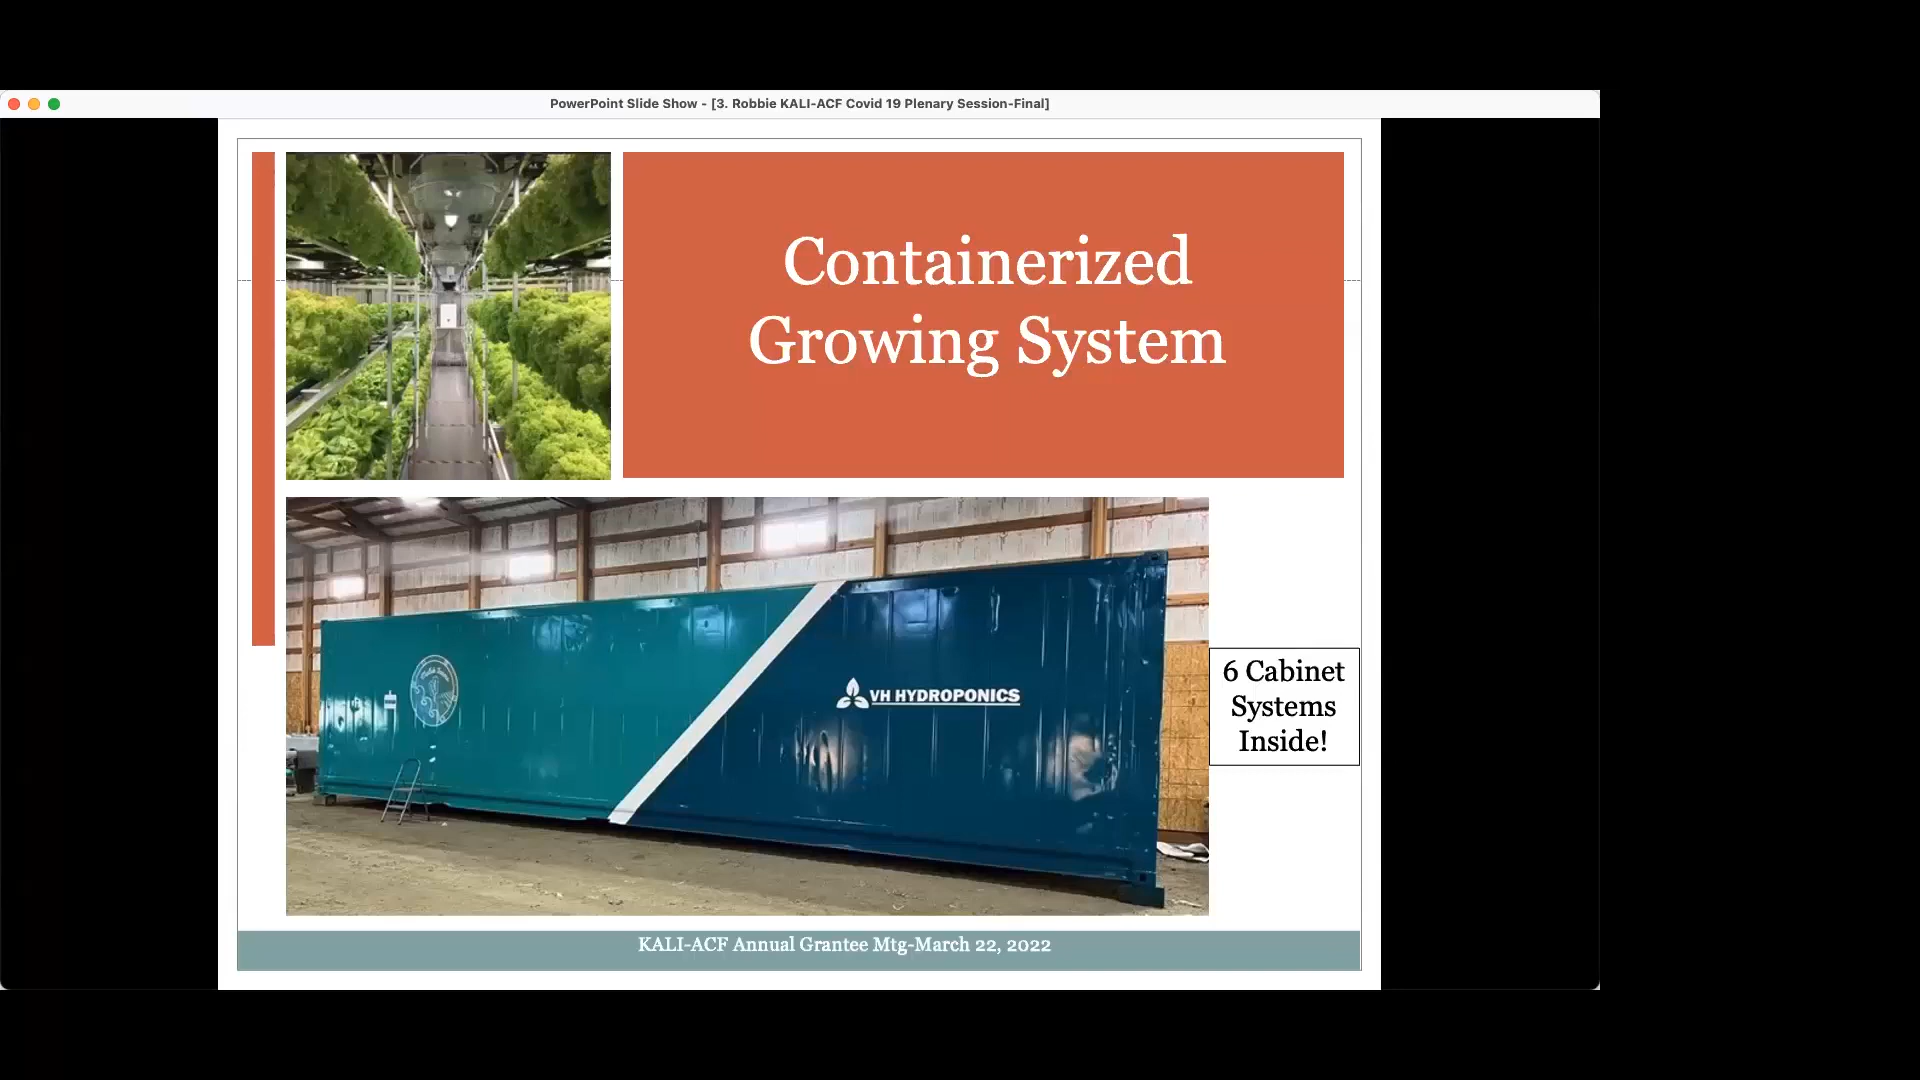 PowerPoint Slide Show - [3. Robbie KALI-ACF Covid 19 Plenary Session-Final]
Containerized
Growing System
VH HYDROPONICS
6 Cabinet
Systems
Inside!
KALI-ACF Annual Grantee Mtg-March 22, 2022